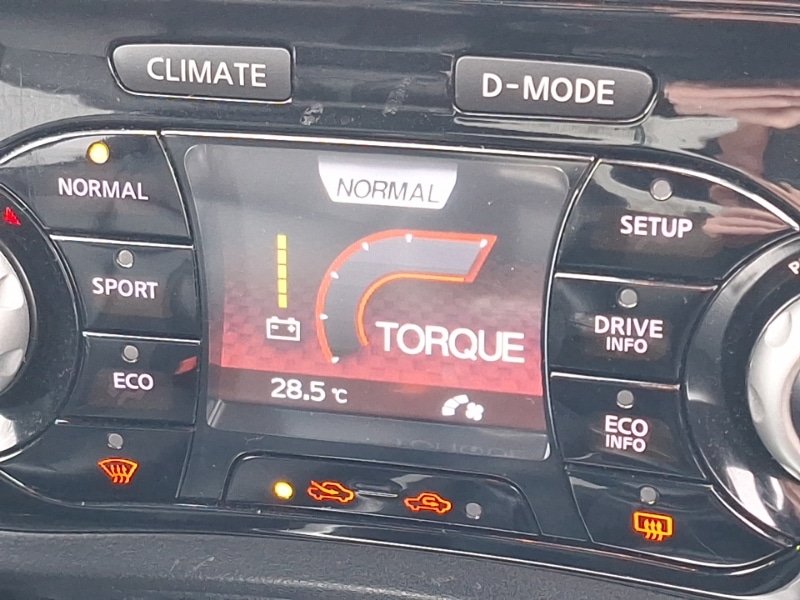 CLIMATE
D-MODE
NORMAL
SPORT
ECO
NORMAL
TORQUE
28.5 °C
SETUP
DRIVE
INFO
ECO
INFO